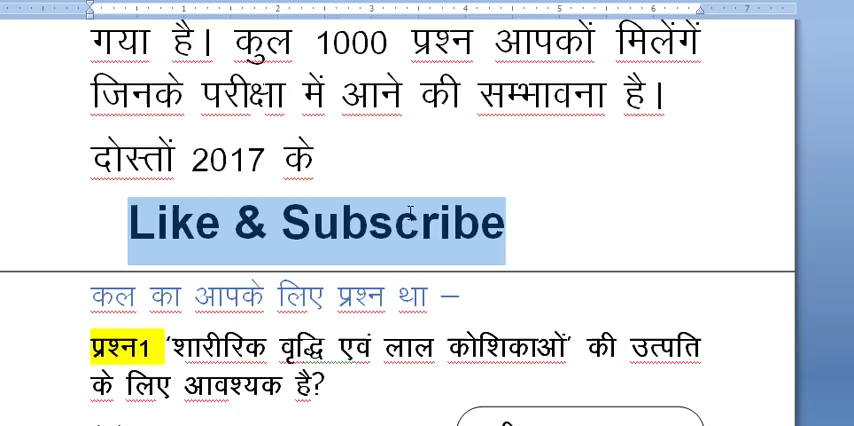 गया है। कुल 1000 प्रश्न आपकों मिलेंगें
जिनके परीक्षा में आने की सम्भावना है।
दोस्तों 2017 के
Like & Subscribe
कल का आपके लिए प्रश्न था –
प्रश्न1 'शारीरिक वृद्धि एवं लाल कोशिकाओं' की उत्पति
के लिए आवश्यक है?